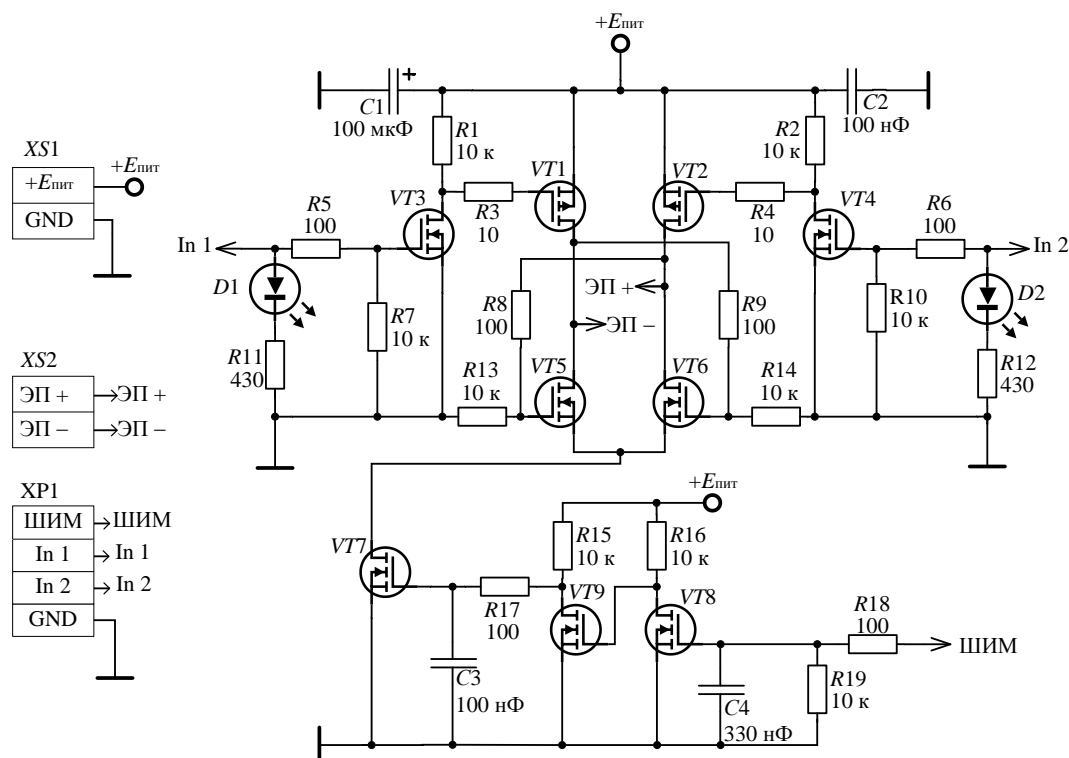 +Eпит
C1
100 мкФ
C2
100 нФ
R1
10 к
R2
10 к
XS1
+Eпит
GND
+Eпит
VT1
VT2
VT3
VT4
R3
10
R4
10
R5
100
R6
100
In 1
In 2
D1
D2
R7
10 к
R8
100
ЭП +
ЭП –
R9
100
R10
10 к
R11
430
R12
430
R13
10 к
VT5
VT6
R14
10 к
XS2
ЭП +
ЭП +
ЭП –
ЭП –
XP1
ШИМ
ШИМ
In 1
In 1
In 2
In 2
GND
+Eпит
R15
10 к
R16
10 к
VT7
VT9
VT8
R17
100
R18
100
ШИМ
C3
100 нФ
C4
330 нФ
R19
10 к